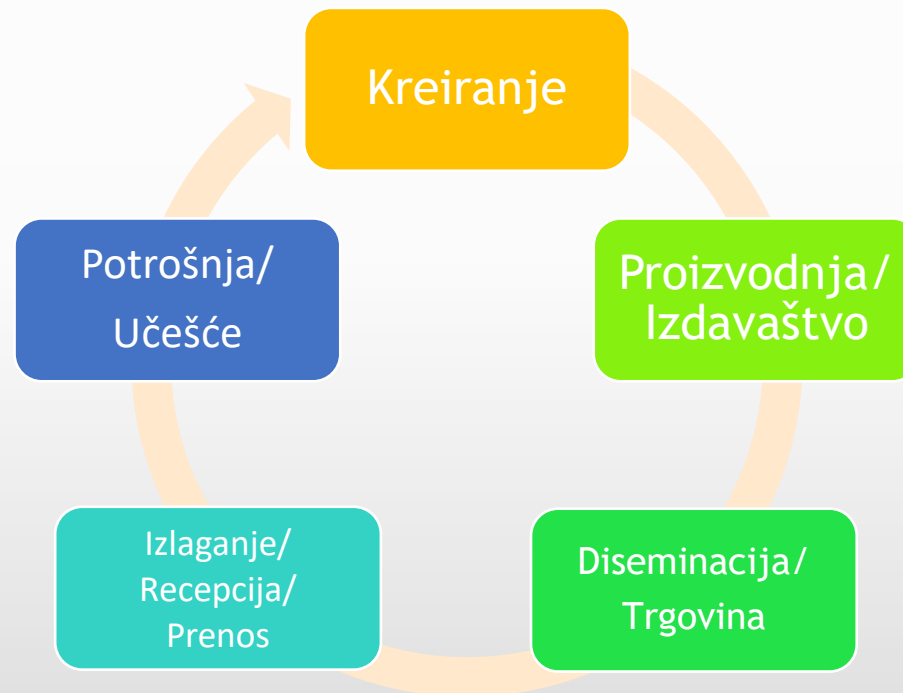 Kreiranje
Proizvodnja/
Izdavaštvo
Diseminacija/
Trgovina
Izlaganje/
Recepcija/
Prenos
Potrošnja/
Učešće